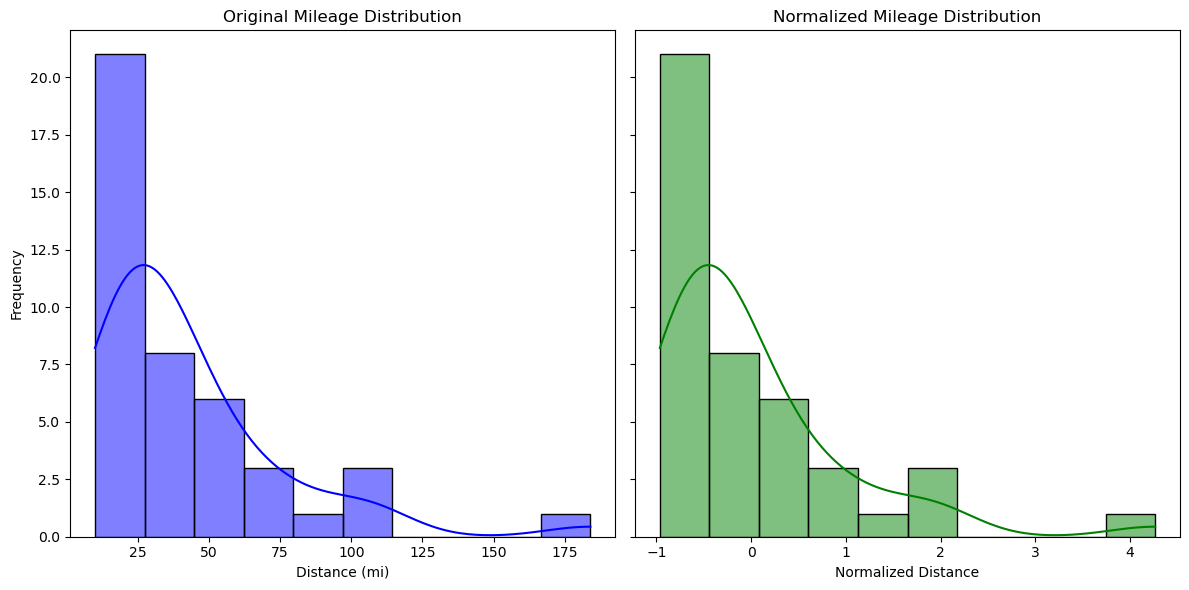 Original Mileage Distribution
Normalized Mileage Distribution
Frequency
20.0
17.5
15.0
12.5
10.0
7.5
5.0
2.5
0.0
25 50 75 100 125 150 175
−1 0 1 2 3 4
Distance (mi)
Normalized Distance